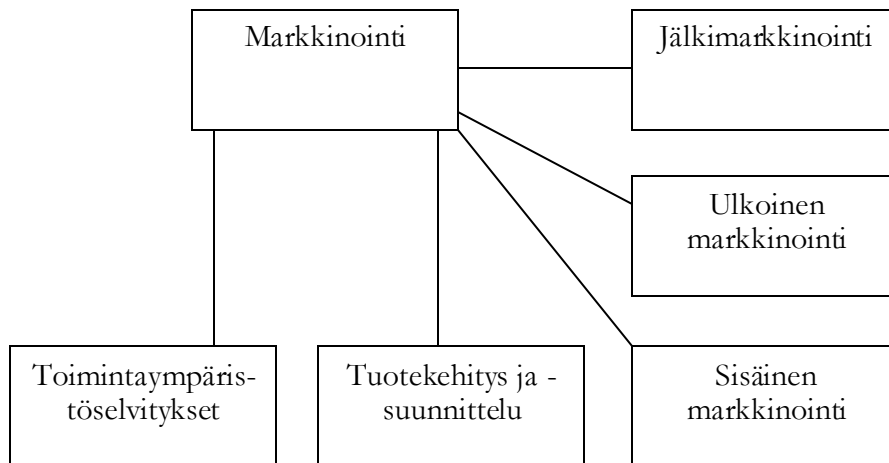 Markkinointi
Jälkimarkkinointi
Ulkoinen
markkinointi
Toimintaympäris-
töselvitykset
Tuotekehitys ja -
suunnittelu
Sisäinen
markkinointi